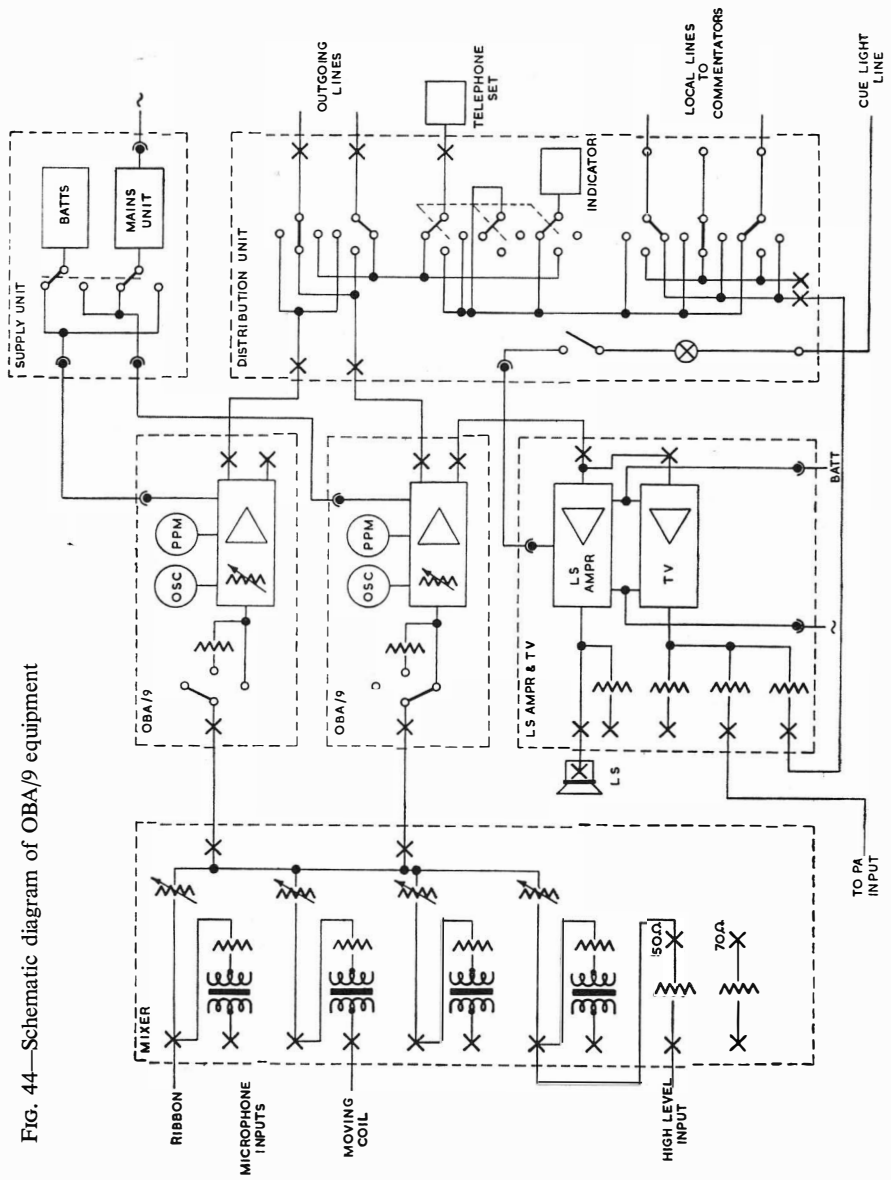 FIG. 44—Schematic diagram of OBA/9 equipment
SUPPLY UNIT
BATTS
MAINS
UNIT
~
DISTRIBUTION UNIT
OUTGOING
LINES
TELEPHONE
SET
INDICATOR
LOCAL LINES
TO
COMMENTATORS
CUE LIGHT
LINE
OBA/9
OSC
PPM
OBA/9
OSC
PPM
LS AMPR & TV
LS
AMPR
TV
BATT
~
LS
TO PA
INPUT
MIXER
RIBBON
MICROPHONE
INPUTS
MOVING
COIL
HIGH LEVEL
INPUT
150Ω
70Ω